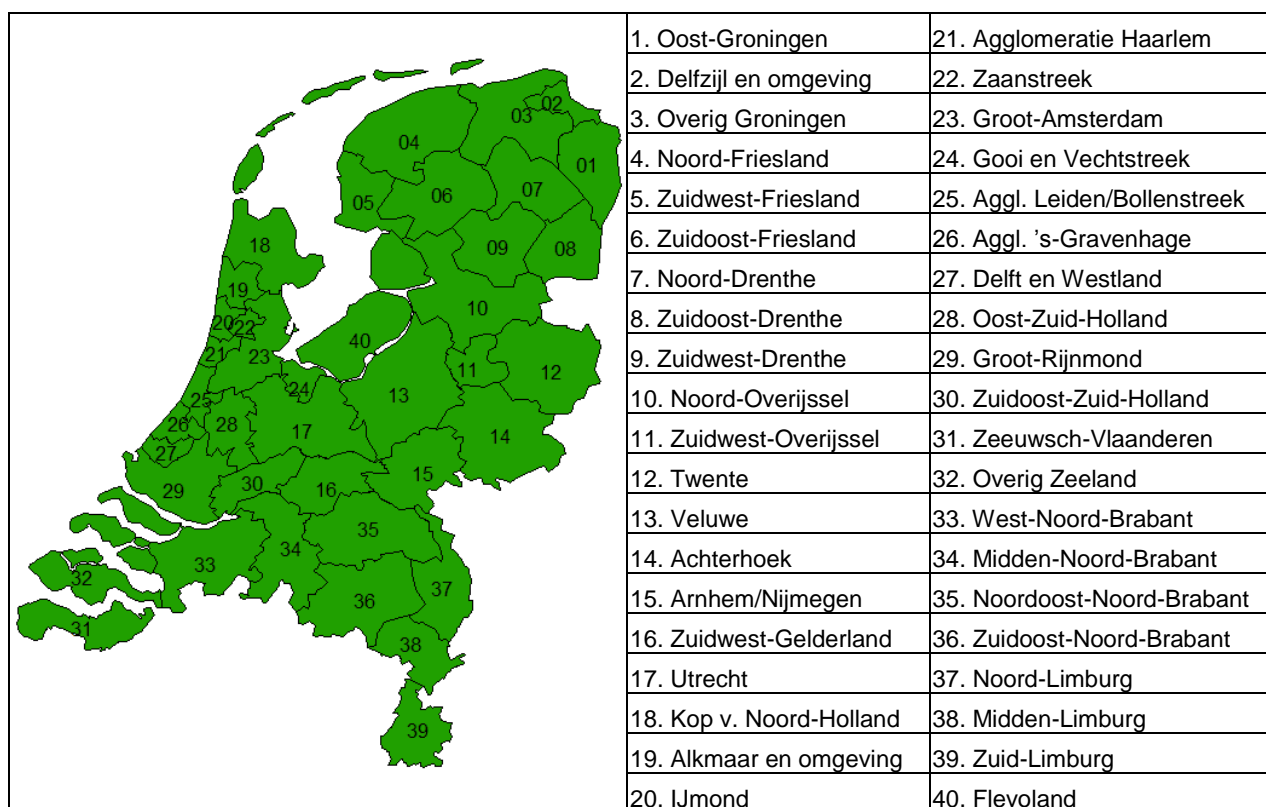 02
03
04
01
06
07
05
18
09
08
19
10
20
22
40
21
23
11
12
24
13
25
26
28
17
14
27
15
30
16
29
35
34
33
32
37
36
31
38
39
1. Oost-Groningen 21. Agglomeratie Haarlem
2. Delfzijl en omgeving 22. Zaanstreek
3. Overig Groningen 23. Groot-Amsterdam
4. Noord-Friesland 24. Gooi en Vechtstreek
5. Zuidwest-Friesland 25. Aggl. Leiden/Bollenstreek
6. Zuidoost-Friesland 26. Aggl. ’s-Gravenhage
7. Noord-Drenthe 27. Delft en Westland
8. Zuidoost-Drenthe 28. Oost-Zuid-Holland
9. Zuidwest-Drenthe 29. Groot-Rijnmond
10. Noord-Overijssel 30. Zuidoost-Zuid-Holland
11. Zuidwest-Overijssel 31. Zeeuwsch-Vlaanderen
12. Twente 32. Overig Zeeland
13. Veluwe 33. West-Noord-Brabant
14. Achterhoek 34. Midden-Noord-Brabant
15. Arnhem/Nijmegen 35. Noordoost-Noord-Brabant
16. Zuidwest-Gelderland 36. Zuidoost-Noord-Brabant
17. Utrecht 37. Noord-Limburg
18. Kop v. Noord-Holland 38. Midden-Limburg
19. Alkmaar en omgeving 39. Zuid-Limburg
20. IJmond 40. Flevoland